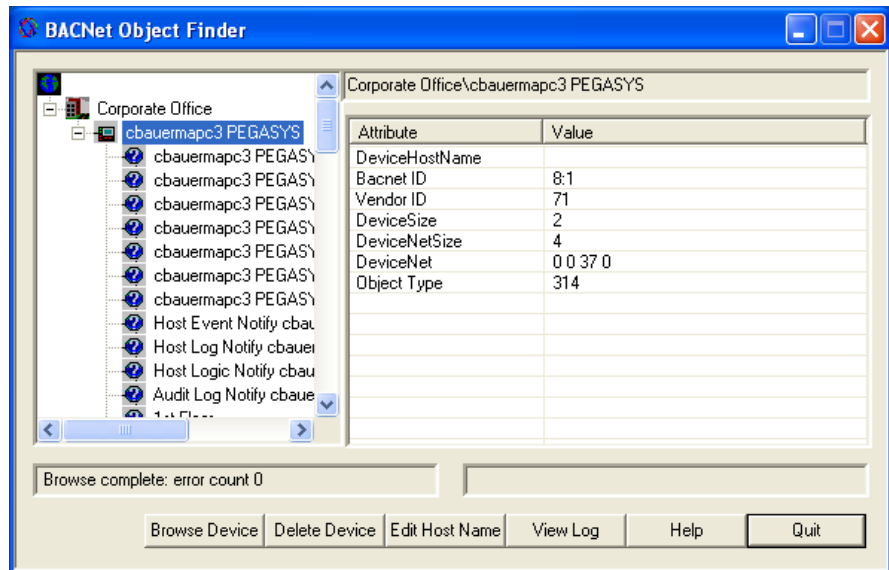 BACNet Object Finder
Corporate Office
cbauermapc3 PEGASYS
cbauermapc3 PEGASY
cbauermapc3 PEGASY
cbauermapc3 PEGASY
cbauermapc3 PEGASY
cbauermapc3 PEGASY
cbauermapc3 PEGASY
cbauermapc3 PEGASY
Host Event Notify cbau
Host Log Notify cbauer
Host Logic Notify cbau
Audit Log Notify cbaue
Corporate Office\cbauermapc3 PEGASYS
Attribute Value
DeviceHostName
Bacnet ID 8:1
Vendor ID 71
DeviceSize 2
DeviceNetSize 4
DeviceNet 0 0 37 0
Object Type 314
Browse complete: error count 0
Browse Device Delete Device Edit Host Name View Log Help Quit